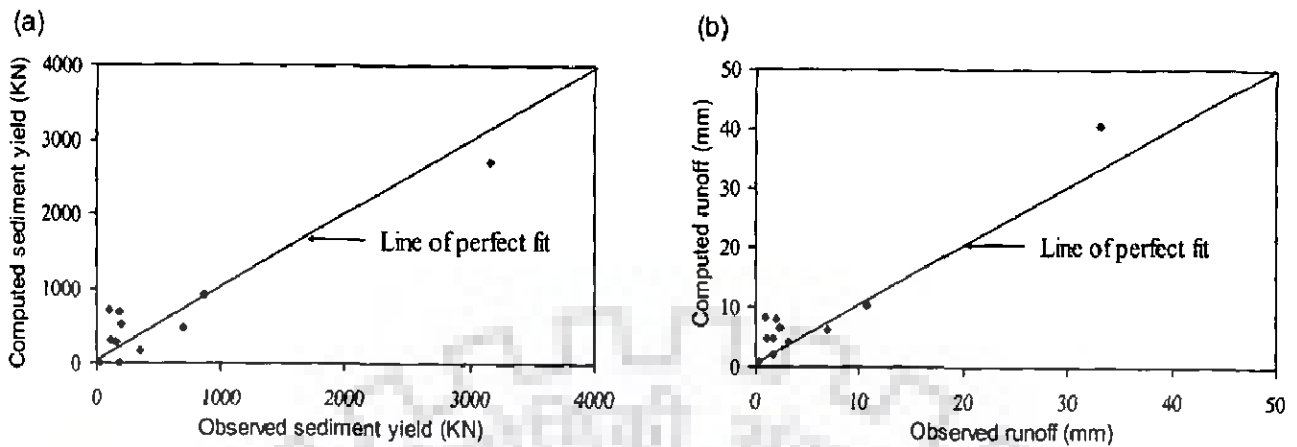 (a)
Computed sediment yield (KN)
4000
3000
2000
1000
0
Line of perfect fit
0 1000 2000 3000 4000
Observed sediment yield (KN)
(b)
Computed runoff (mm)
50
40
30
20
10
0
Line of perfect fit
0 10 20 30 40 50
Observed runoff (mm)